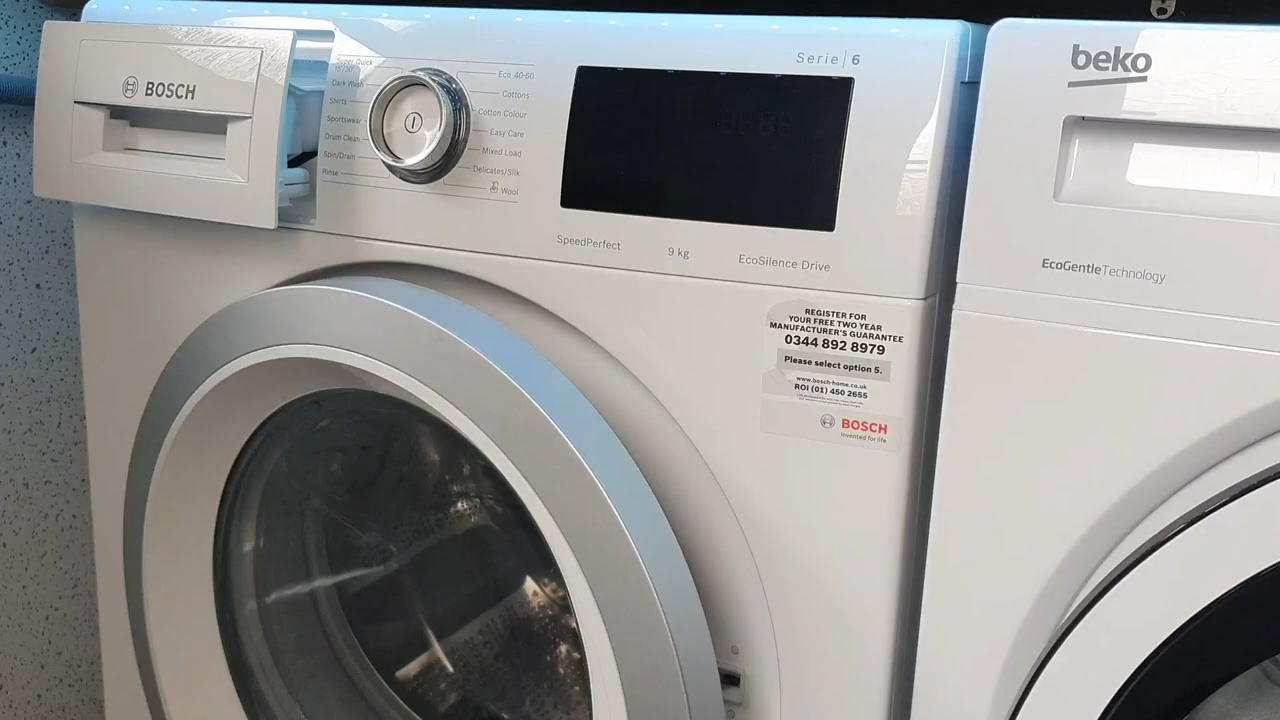 BOSCH
Super Quick
15'/30'
Dark Wash
Shirts
Sportswear
Drum Clean
Spin/Drain
Rinse
Eco 40-60
Cottons
Cotton Colour
Easy Care
Mixed Load
Delicates/Silk
Wool
Serie | 6
SpeedPerfect
9 kg
EcoSilence Drive
REGISTER FOR
YOUR FREE TWO YEAR
MANUFACTURER'S GUARANTEE
0344 892 8979
Please select option 5.
www.bosch-home.co.uk
ROI (01) 450 2655
BOSCH
Invented for life
beko
EcoGentleTechnology